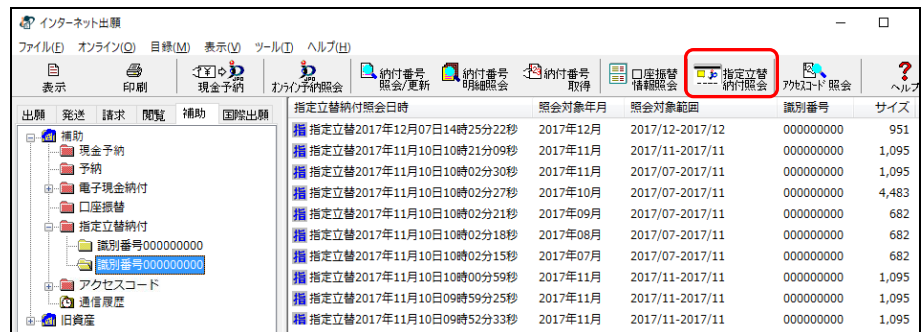 インターネット出願
ファイル(F) オンライン(O) 目録(M) 表示(V) ツール(T) ヘルプ(H)
表示 印刷 現金予納 オンライン予納照会 納付番号照会/更新 納付番号明細照会 納付番号取得 口座振替情報照会 指定立替納付照会 アクセスコード照会 ヘルプ
出願 発送 請求 閲覧 補助 国際出願
補助
現金予納
予納
電子現金納付
口座振替
指定立替納付
識別番号000000000
識別番号000000000
アクセスコード
通信履歴
旧資産
指定立替納付照会日時 照会対象年月 照会対象範囲 識別番号 サイズ
指 指定立替2017年12月07日14時25分22秒 2017年12月 2017/12-2017/12 000000000 951
指 指定立替2017年11月10日10時21分09秒 2017年11月 2017/11-2017/11 000000000 1,095
指 指定立替2017年11月10日10時02分30秒 2017年11月 2017/07-2017/11 000000000 1,095
指 指定立替2017年11月10日10時02分27秒 2017年10月 2017/07-2017/11 000000000 4,483
指 指定立替2017年11月10日10時02分21秒 2017年09月 2017/07-2017/11 000000000 682
指 指定立替2017年11月10日10時02分18秒 2017年08月 2017/07-2017/11 000000000 682
指 指定立替2017年11月10日10時02分15秒 2017年07月 2017/07-2017/11 000000000 682
指 指定立替2017年11月10日10時00分59秒 2017年11月 2017/11-2017/11 000000000 1,095
指 指定立替2017年11月10日09時59分25秒 2017年11月 2017/11-2017/11 000000000 1,095
指 指定立替2017年11月10日09時52分33秒 2017年11月 2017/11-2017/11 000000000 1,095